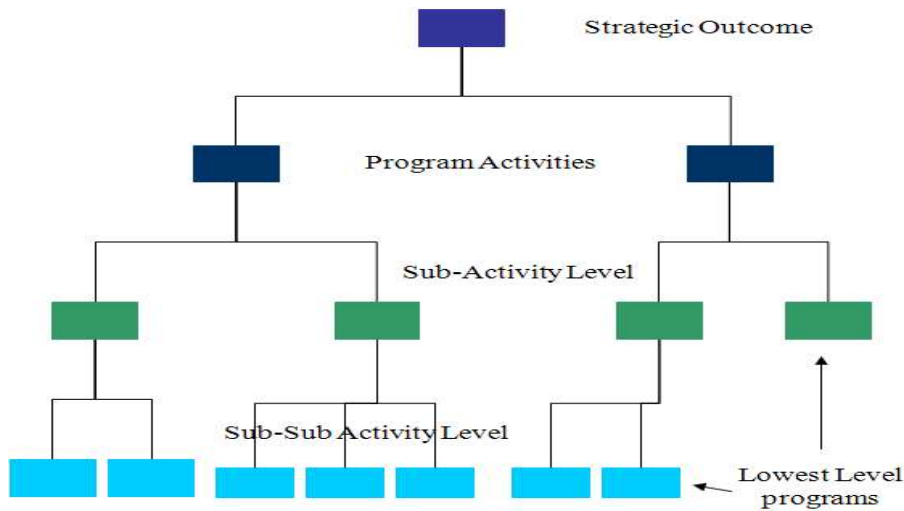 Strategic Outcome
Program Activities
Sub-Activity Level
Sub-Sub Activity Level
Lowest Level
programs